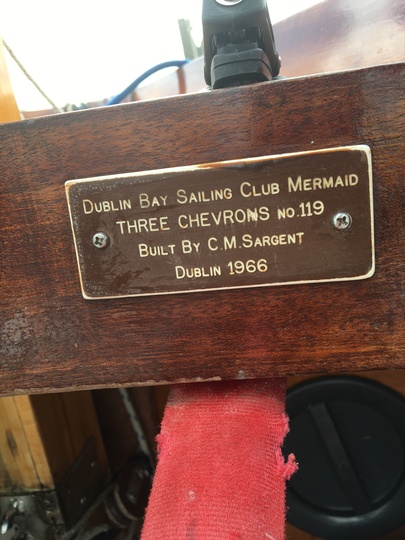 Dublin Bay Sailing Club Mermaid
THREE CHEVRONS No.119
Built By C.M.Sargent
Dublin 1966